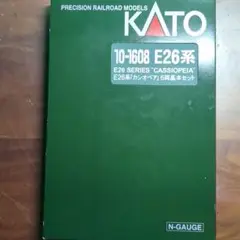 PRECISION RAILROAD MODELS
KATO
10-1608 E26系
E26 SERIES "CASSIOPEIA"
E26系「カシオペア」6両基本セット
N-GAUGE